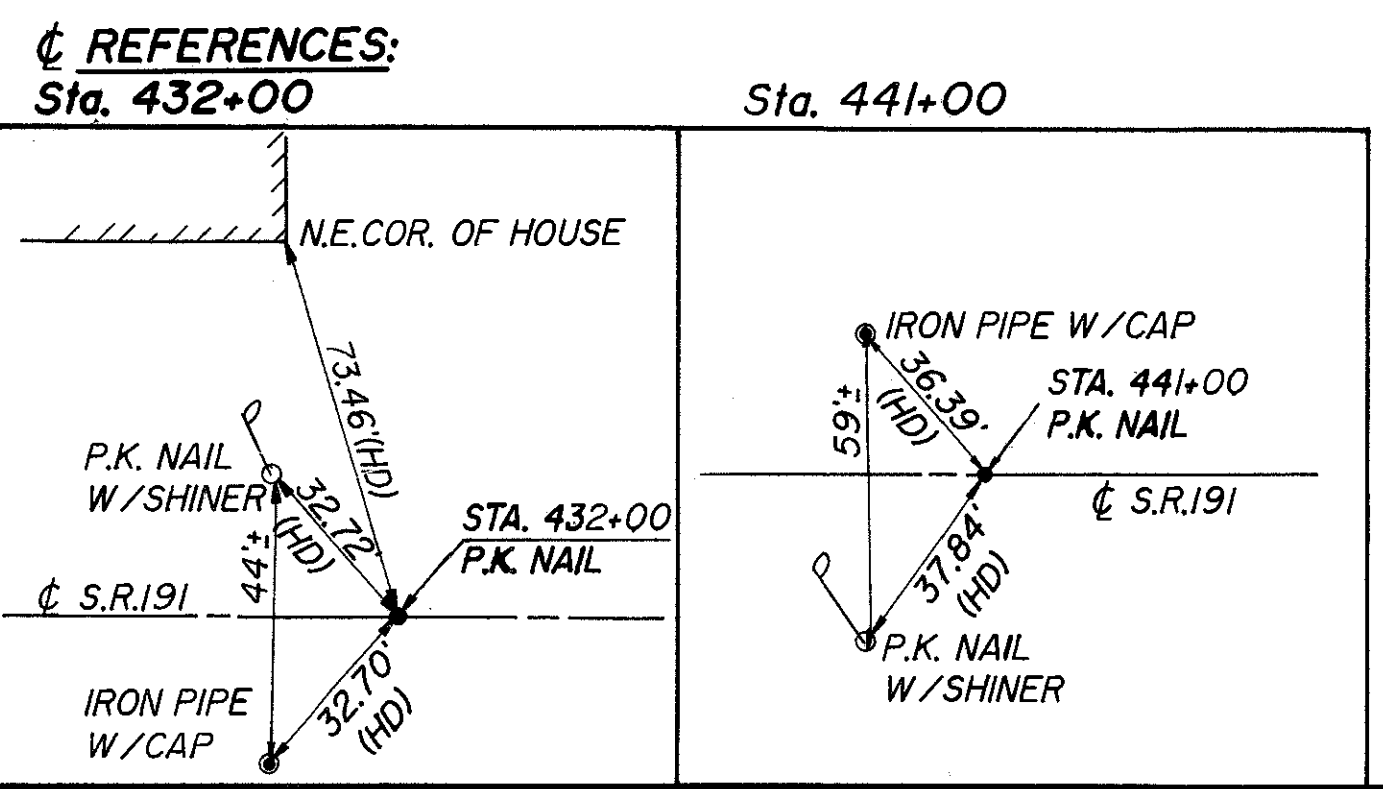 ℄ REFERENCES:
Sta. 432+00
N.E. COR. OF HOUSE
73.46'(HD)
P.K. NAIL
W/SHINER
32.72'
(HD)
44'±
STA. 432+00
P.K. NAIL
℄ S.R.191
32.70'
(HD)
IRON PIPE
W/CAP
Sta. 441+00
IRON PIPE W/CAP
36.39'
(HD)
59'±
STA. 441+00
P.K. NAIL
℄ S.R.191
37.84'
(HD)
P.K. NAIL
W/SHINER